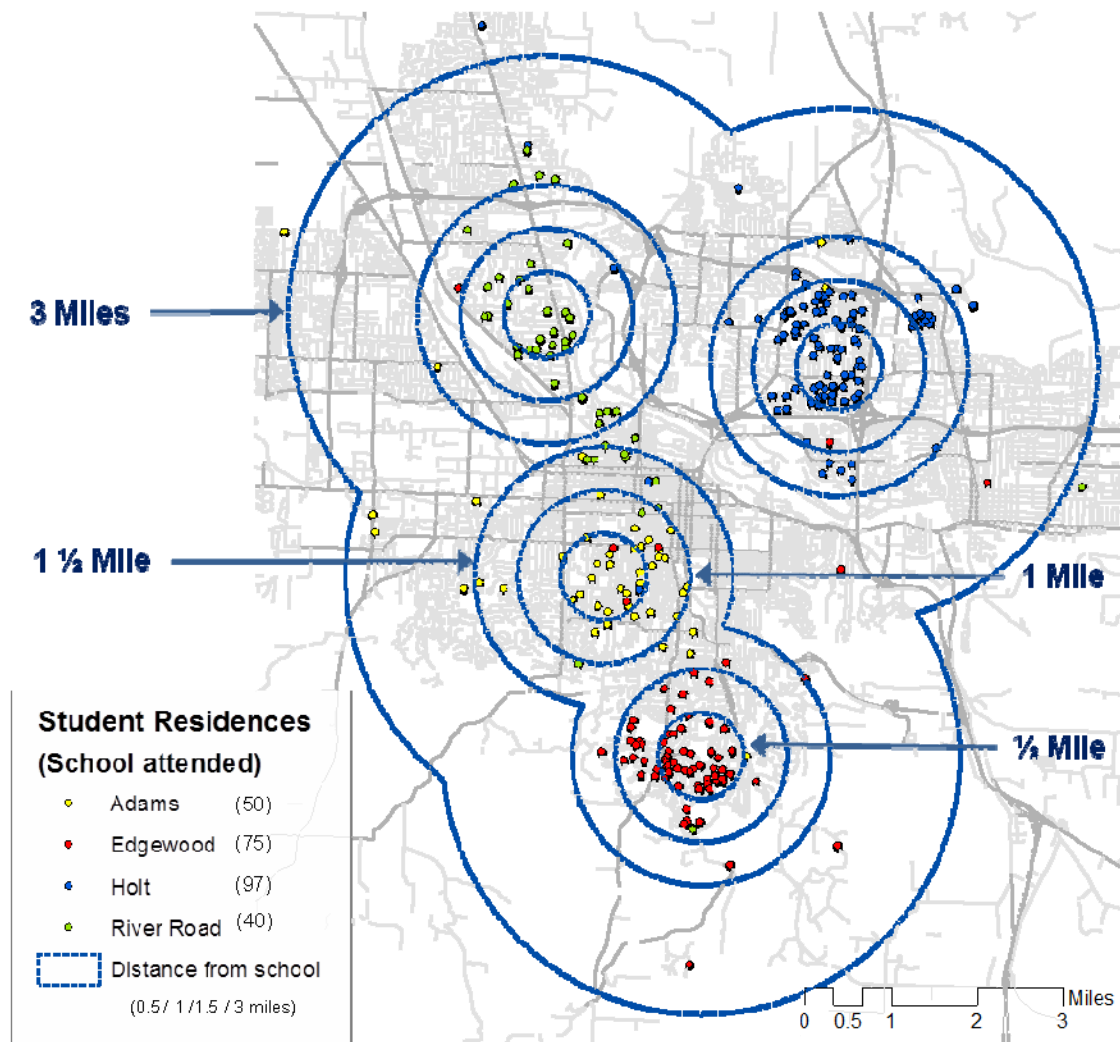 3 Miles
1 ½ Mile
1 Mile
½ Mile
Student Residences
(School attended)
Adams (50)
Edgewood (75)
Holt (97)
River Road (40)
Distance from school
(0.5 / 1 /1.5 / 3 miles)
Miles
0 0.5 1 2 3